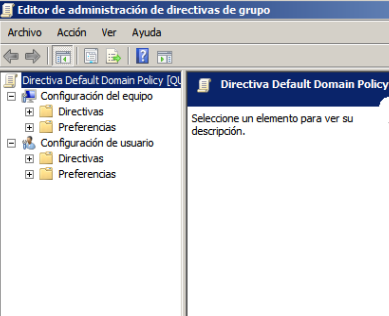 Editor de administración de directivas de grupo
Archivo Acción Ver Ayuda
Directiva Default Domain Policy
Configuración del equipo
Directivas
Preferencias
Configuración de usuario
Directivas
Preferencias
Directiva Default Domain Policy
Seleccione un elemento para ver su
descripción.